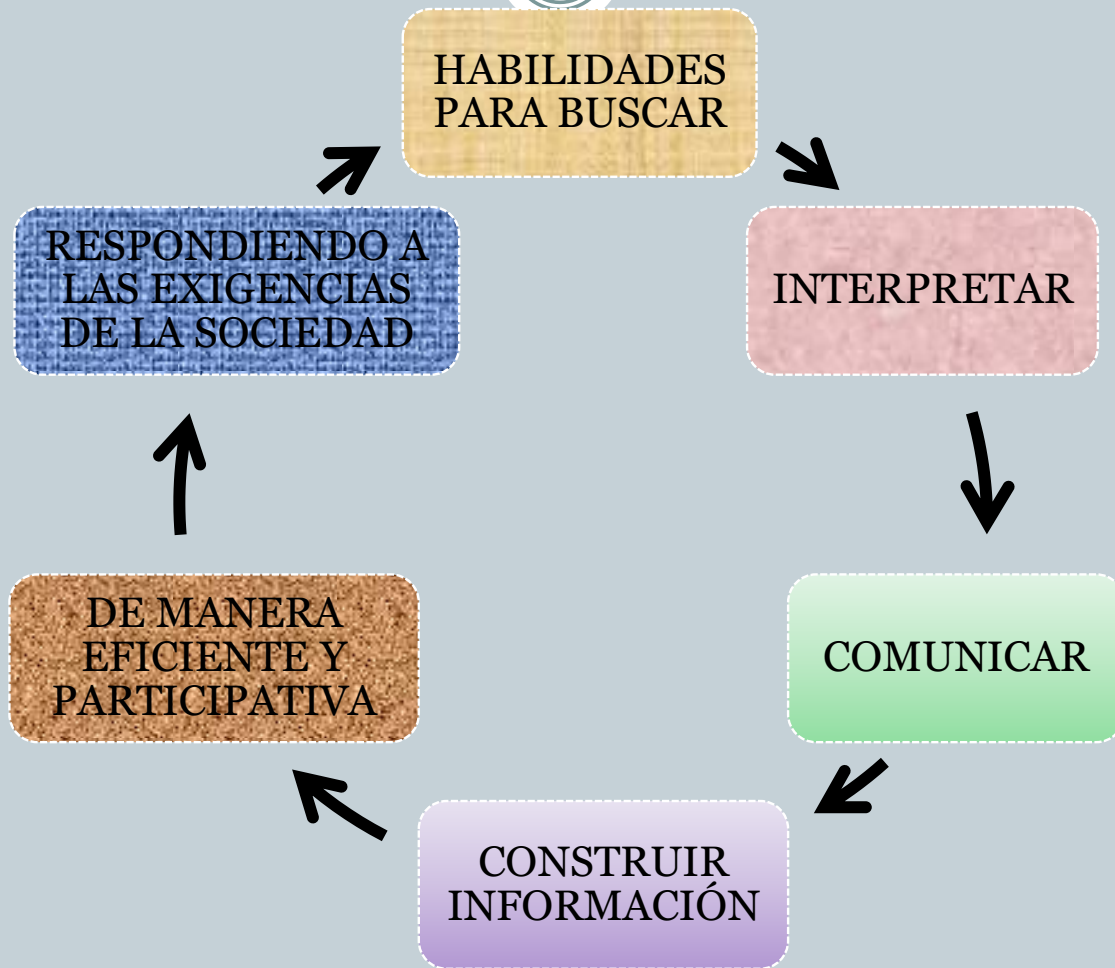 HABILIDADES
PARA BUSCAR
INTERPRETAR
COMUNICAR
CONSTRUIR
INFORMACIÓN
DE MANERA
EFICIENTE Y
PARTICIPATIVA
RESPONDIENDO A
LAS EXIGENCIAS
DE LA SOCIEDAD